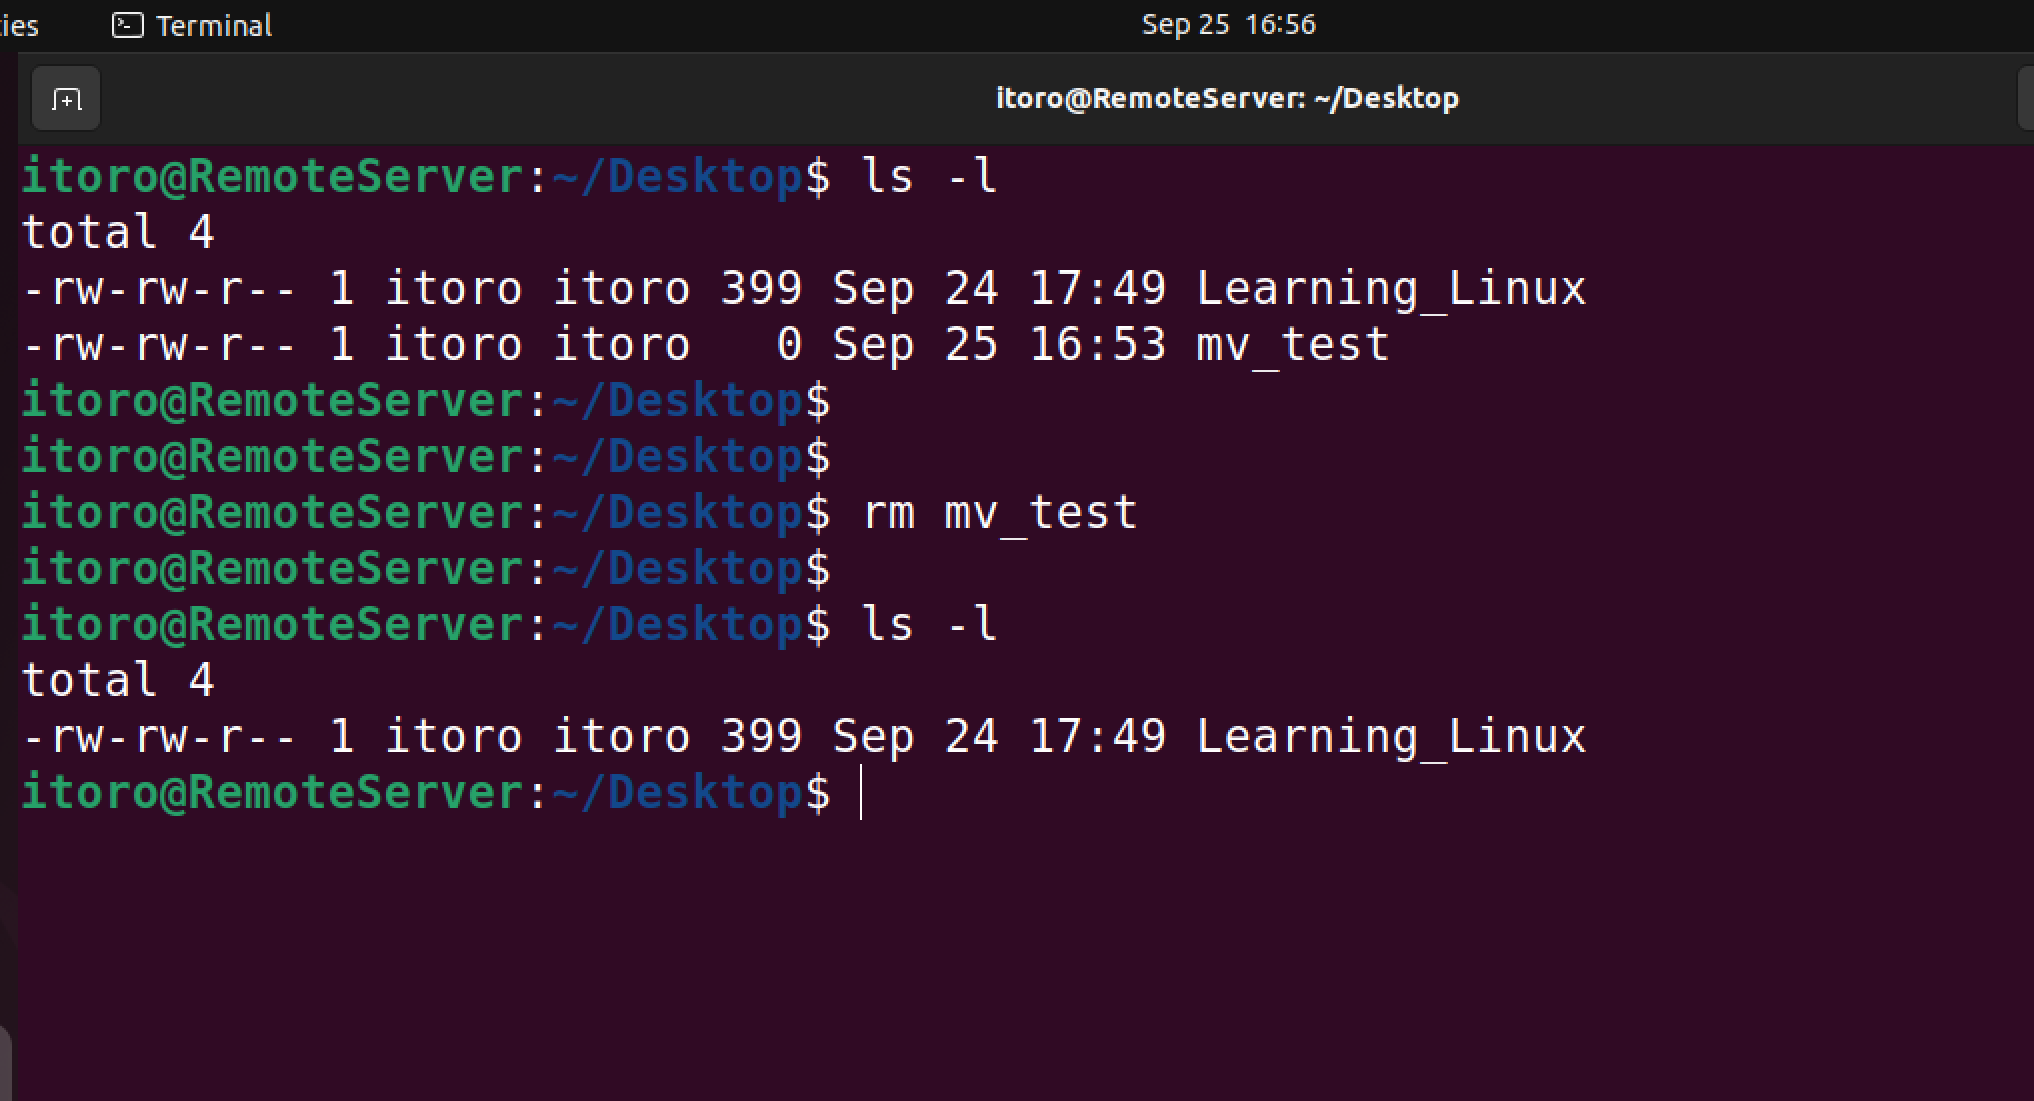 ies Terminal Sep 25 16:56
itoro@RemoteServer: ~/Desktop
itoro@RemoteServer:~/Desktop$ ls -l
total 4
-rw-rw-r-- 1 itoro itoro 399 Sep 24 17:49 Learning_Linux
-rw-rw-r-- 1 itoro itoro   0 Sep 25 16:53 mv_test
itoro@RemoteServer:~/Desktop$
itoro@RemoteServer:~/Desktop$
itoro@RemoteServer:~/Desktop$ rm mv_test
itoro@RemoteServer:~/Desktop$
itoro@RemoteServer:~/Desktop$ ls -l
total 4
-rw-rw-r-- 1 itoro itoro 399 Sep 24 17:49 Learning_Linux
itoro@RemoteServer:~/Desktop$